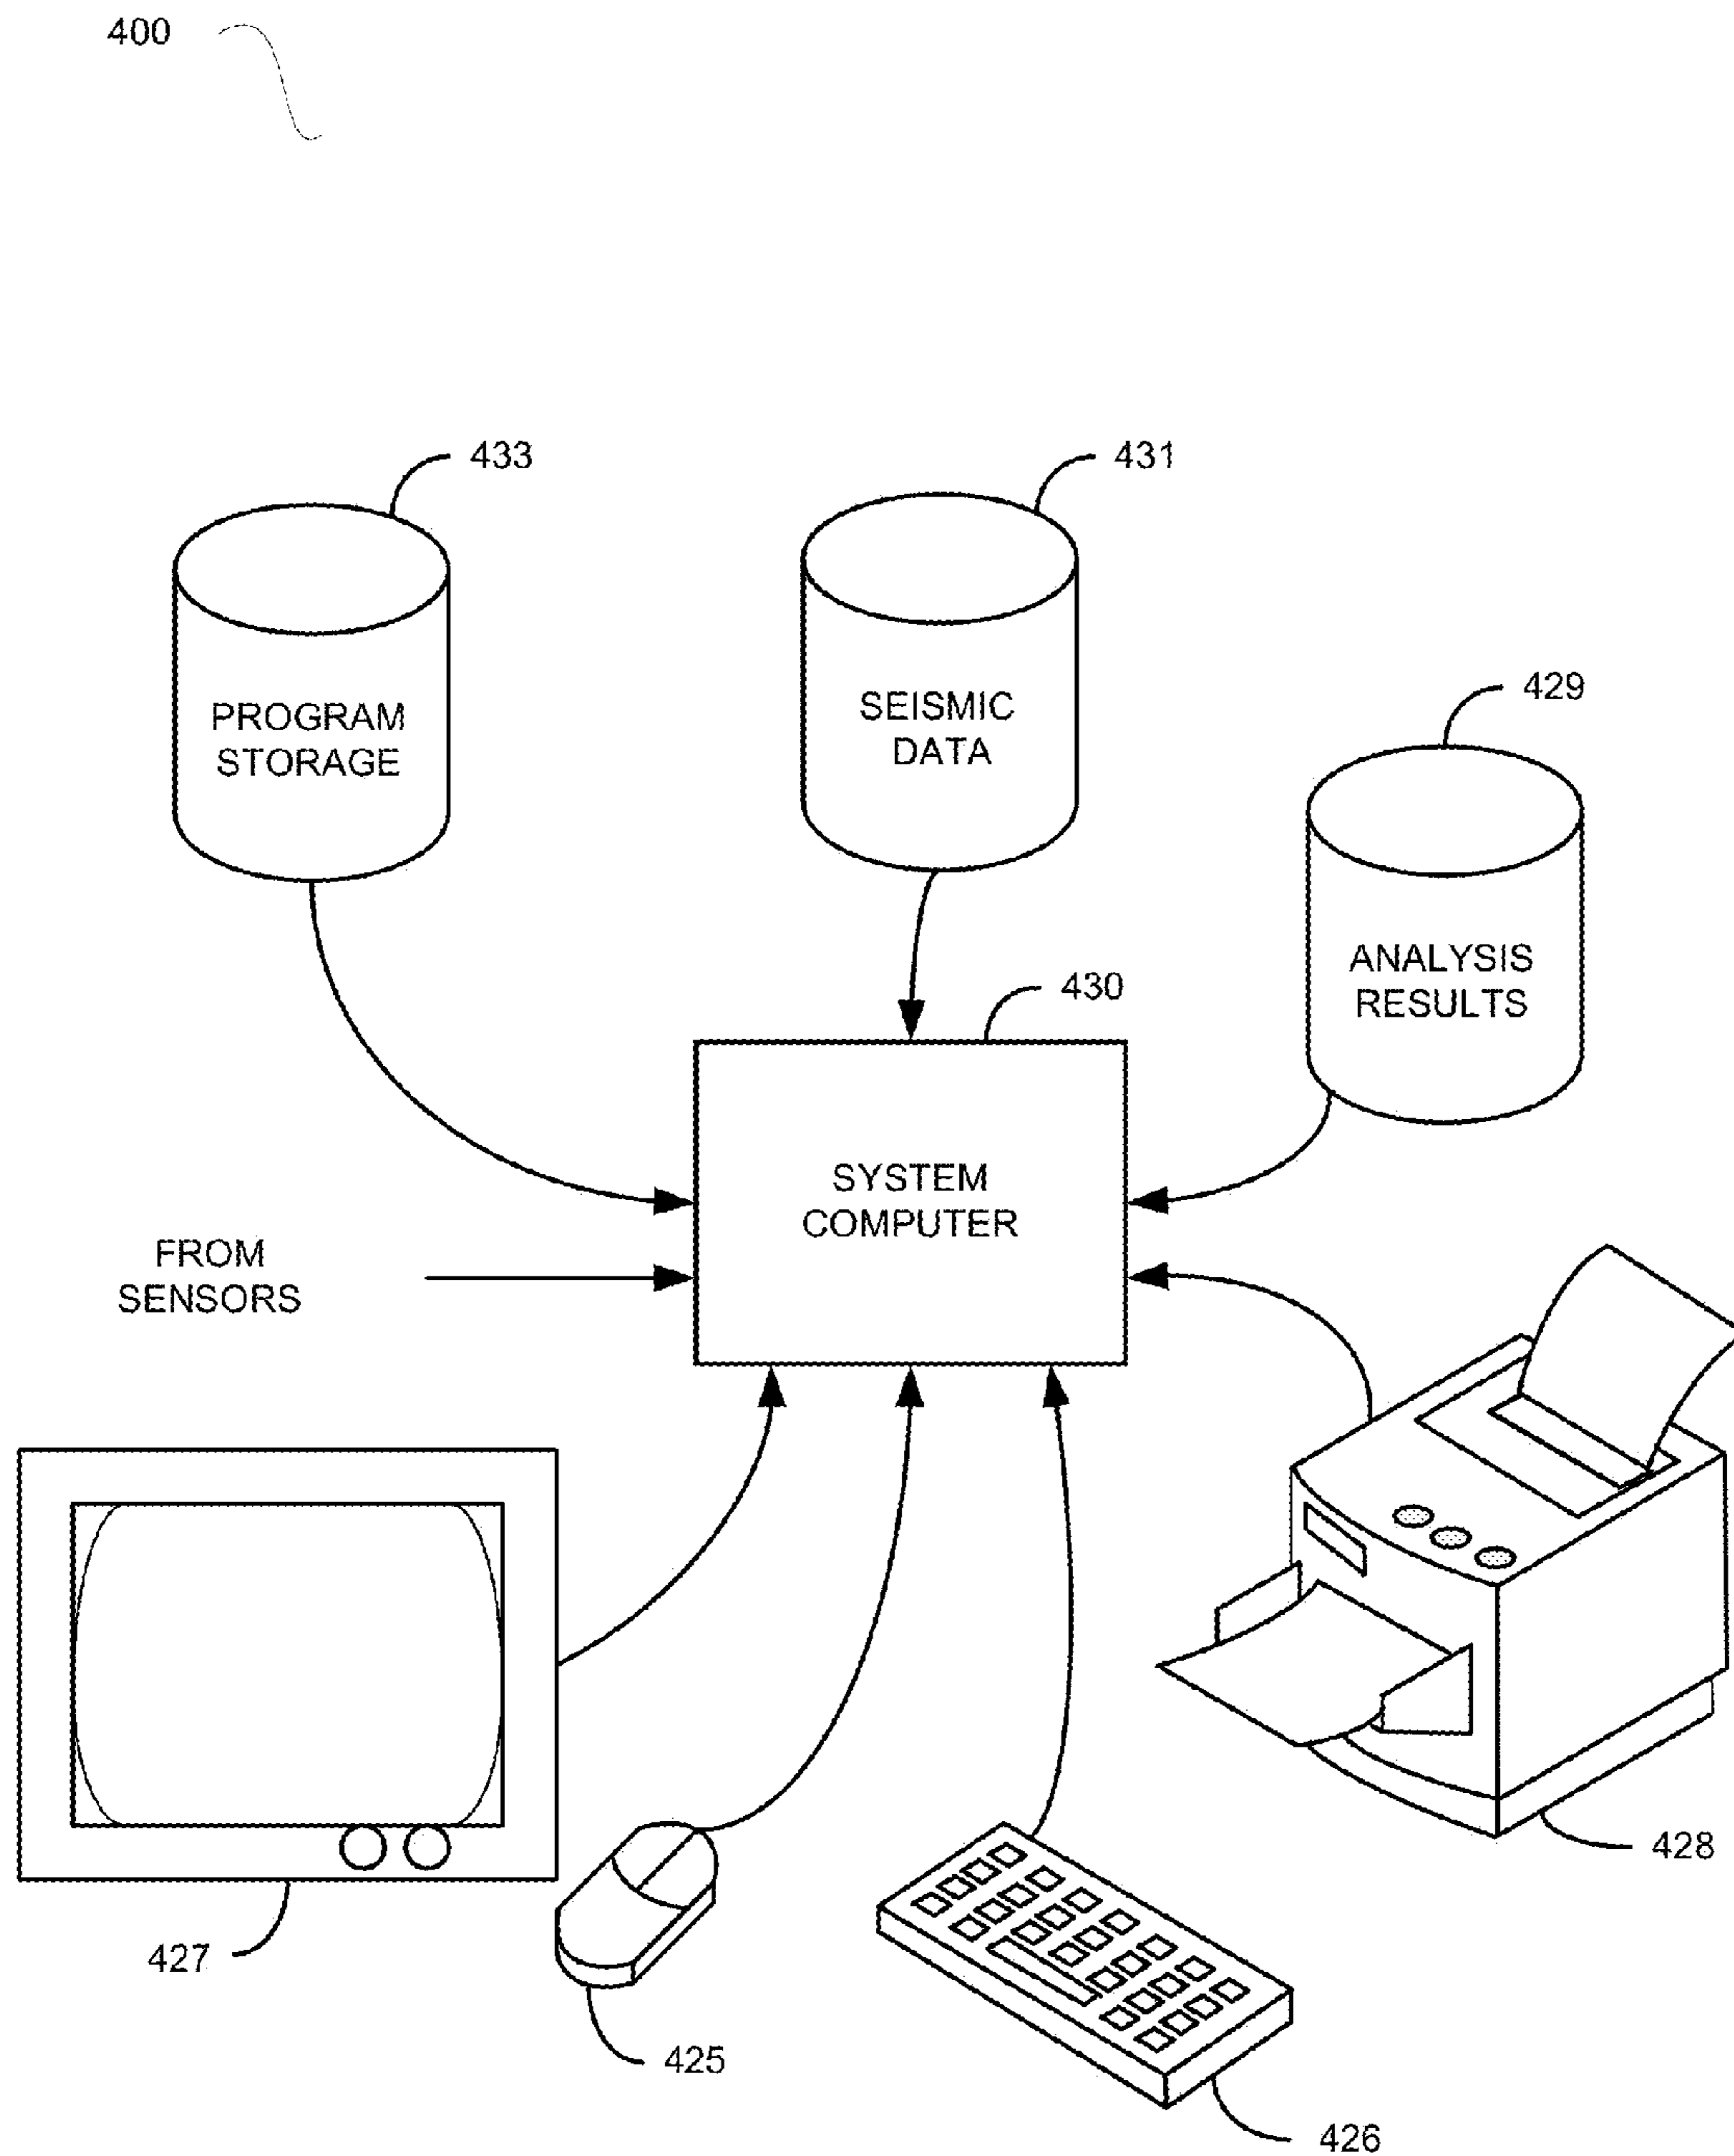 400
433
431
429
PROGRAM
STORAGE
SEISMIC
DATA
ANALYSIS
RESULTS
430
SYSTEM
COMPUTER
FROM
SENSORS
428
427
425
426